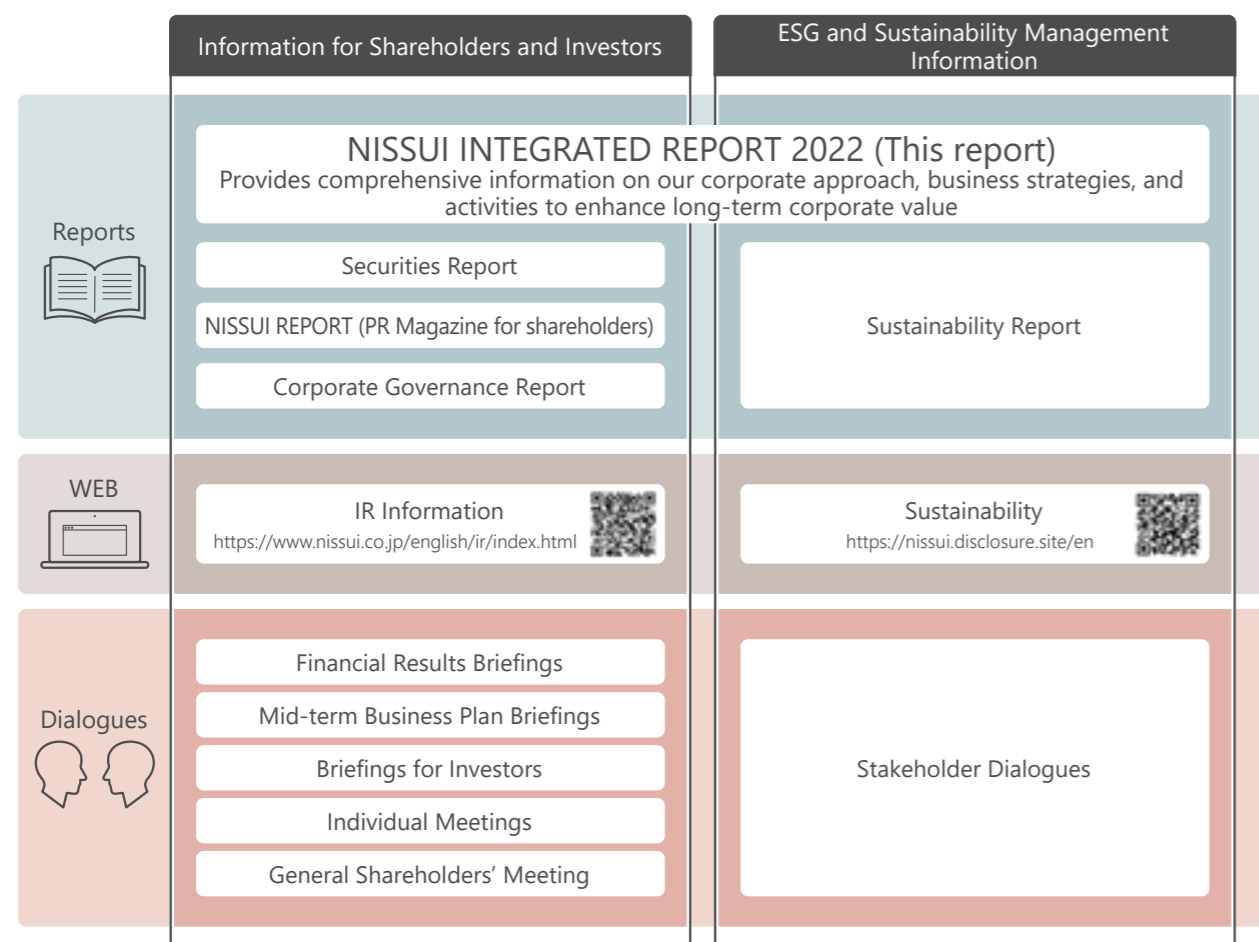 Information for Shareholders and Investors
ESG and Sustainability Management
Information
Reports
NISSUI INTEGRATED REPORT 2022 (This report)
Provides comprehensive information on our corporate approach, business strategies, and
activities to enhance long-term corporate value
Securities Report
NISSUI REPORT (PR Magazine for shareholders)
Corporate Governance Report
Sustainability Report
WEB
IR Information
https://www.nissui.co.jp/english/ir/index.html
Sustainability
https://nissui.disclosure.site/en
Dialogues
Financial Results Briefings
Mid-term Business Plan Briefings
Briefings for Investors
Individual Meetings
General Shareholders’ Meeting
Stakeholder Dialogues